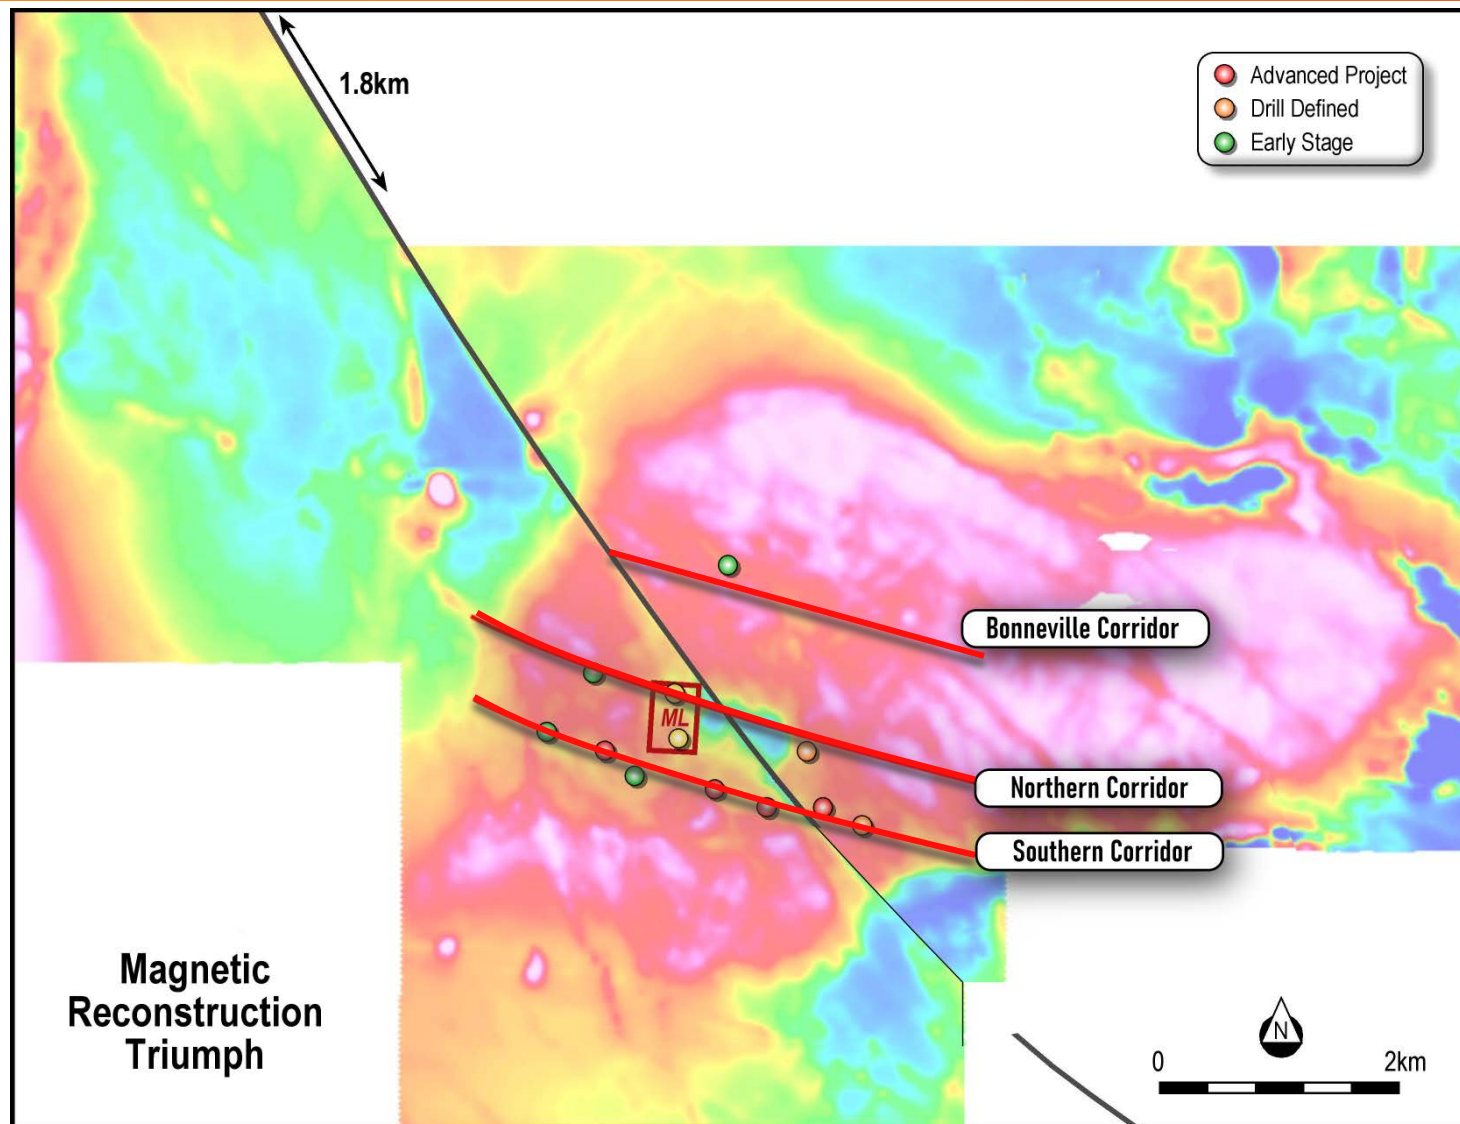 1.8km
Advanced Project
Drill Defined
Early Stage
Bonneville Corridor
ML
Northern Corridor
Southern Corridor
Magnetic
Reconstruction
Triumph
N
0 2km